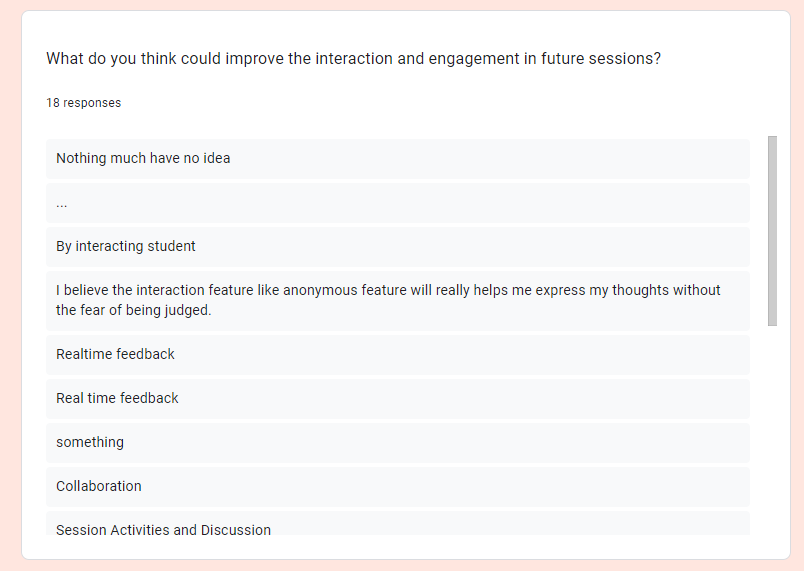 What do you think could improve the interaction and engagement in future sessions?
18 responses
Nothing much have no idea
...
By interacting student
I believe the interaction feature like anonymous feature will really helps me express my thoughts without
the fear of being judged.
Realtime feedback
Real time feedback
something
Collaboration
Session Activities and Discussion